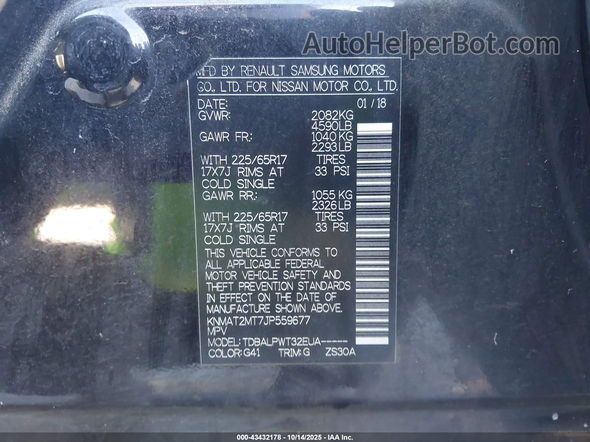 AutoHelperBot.com
MFD BY RENAULT SAMSUNG MOTORS
CO., LTD. FOR NISSAN MOTOR CO., LTD.
DATE: 01/18
GVWR: 2082KG
4590LB
GAWR FR: 1040KG
2293LB
WITH 225/65R17 TIRES
17X7J RIMS AT 33 PSI
COLD SINGLE
GAWR RR: 1055KG
2326LB
WITH 225/65R17 TIRES
17X7J RIMS AT 33 PSI
COLD SINGLE
THIS VEHICLE CONFORMS TO
ALL APPLICABLE FEDERAL
MOTOR VEHICLE SAFETY AND
THEFT PREVENTION STANDARDS
IN EFFECT ON THE DATE OF
MANUFACTURE SHOWN ABOVE.
KNMAT2MT7JP559677
MPV
MODEL: TDBALPWT32EUA-----
COLOR: G41 TRIM: G ZS30A
000-43432178 - 10/14/2025 - IAA Inc.